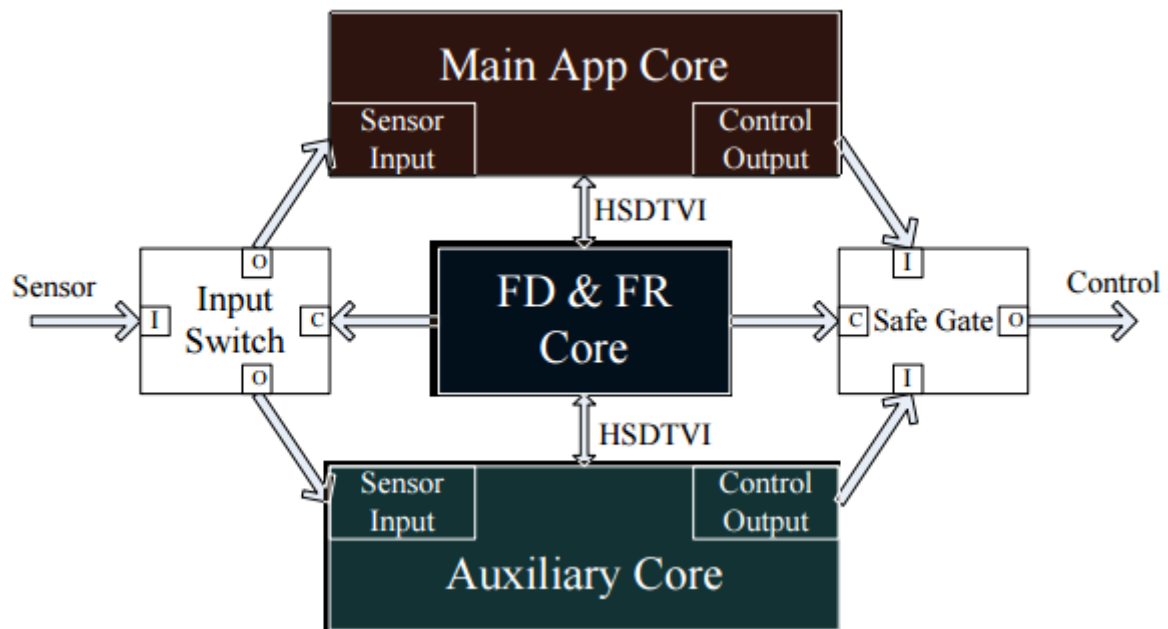 Main App Core
Sensor
Input
Control
Output
HSDTVI
Sensor
I
O
Input
Switch
O
C
FD & FR
Core
I
C
Safe Gate
O
I
Control
HSDTVI
Sensor
Input
Control
Output
Auxiliary Core